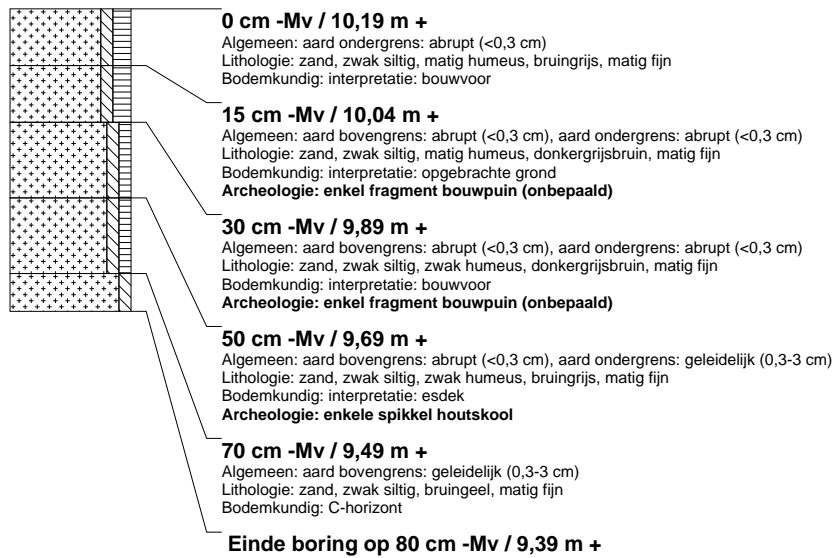 0 cm -Mv / 10,19 m +
Algemeen: aard ondergrens: abrupt (<0,3 cm)
Lithologie: zand, zwak siltig, matig humeus, bruingrijs, matig fijn
Bodemkundig: interpretatie: bouwvoor
15 cm -Mv / 10,04 m +
Algemeen: aard bovengrens: abrupt (<0,3 cm), aard ondergrens: abrupt (<0,3 cm)
Lithologie: zand, zwak siltig, matig humeus, donkergrijsbruin, matig fijn
Bodemkundig: interpretatie: opgebrachte grond
Archeologie: enkel fragment bouwpuin (onbepaald)
30 cm -Mv / 9,89 m +
Algemeen: aard bovengrens: abrupt (<0,3 cm), aard ondergrens: abrupt (<0,3 cm)
Lithologie: zand, zwak siltig, zwak humeus, donkergrijsbruin, matig fijn
Bodemkundig: interpretatie: bouwvoor
Archeologie: enkel fragment bouwpuin (onbepaald)
50 cm -Mv / 9,69 m +
Algemeen: aard bovengrens: abrupt (<0,3 cm), aard ondergrens: geleidelijk (0,3-3 cm)
Lithologie: zand, zwak siltig, zwak humeus, bruingrijs, matig fijn
Bodemkundig: interpretatie: esdek
Archeologie: enkele spikkel houtskool
70 cm -Mv / 9,49 m +
Algemeen: aard bovengrens: geleidelijk (0,3-3 cm)
Lithologie: zand, zwak siltig, bruingeel, matig fijn
Bodemkundig: C-horizont
Einde boring op 80 cm -Mv / 9,39 m +